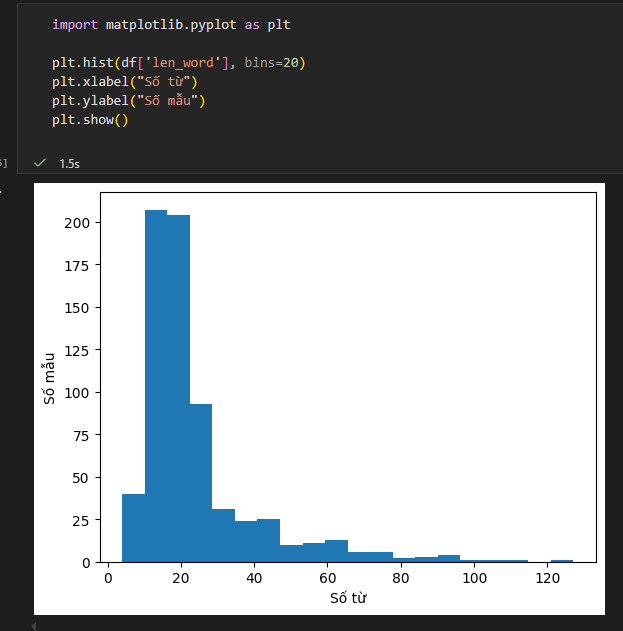 import matplotlib.pyplot as plt
plt.hist(df['len_word'], bins=20)
plt.xlabel("Số từ")
plt.ylabel("Số mẫu")
plt.show()
1.5s
200
175
150
125
100
75
50
25
0
Số mẫu
0 20 40 60 80 100 120
Số từ